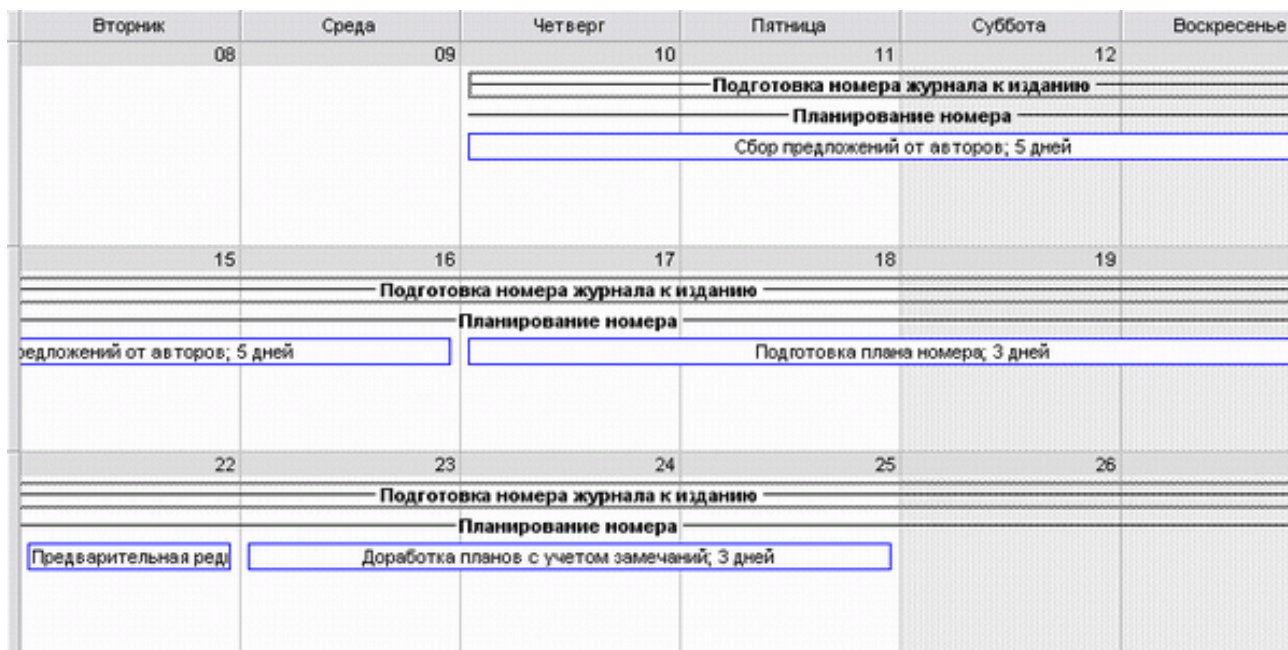 Вторник Среда Четверг Пятница Суббота Воскресенье
08 09 10 11 12
Подготовка номера журнала к изданию
Планирование номера
Сбор предложений от авторов; 5 дней
15 16 17 18 19
Подготовка номера журнала к изданию
Планирование номера
редложений от авторов; 5 дней Подготовка плана номера; 3 дней
22 23 24 25 26
Подготовка номера журнала к изданию
Планирование номера
Предварительная реда Доработка планов с учетом замечаний; 3 дней